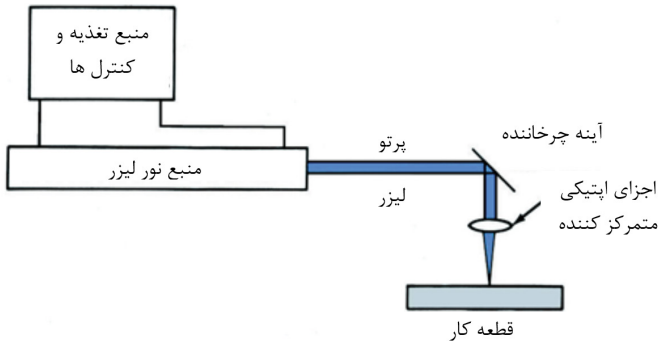 منبع تغذیه و
کنترل ها
منبع نور لیزر
پرتو
لیزر
آینه چرخاننده
اجزای اپتیکی
متمرکز کننده
قطعه کار